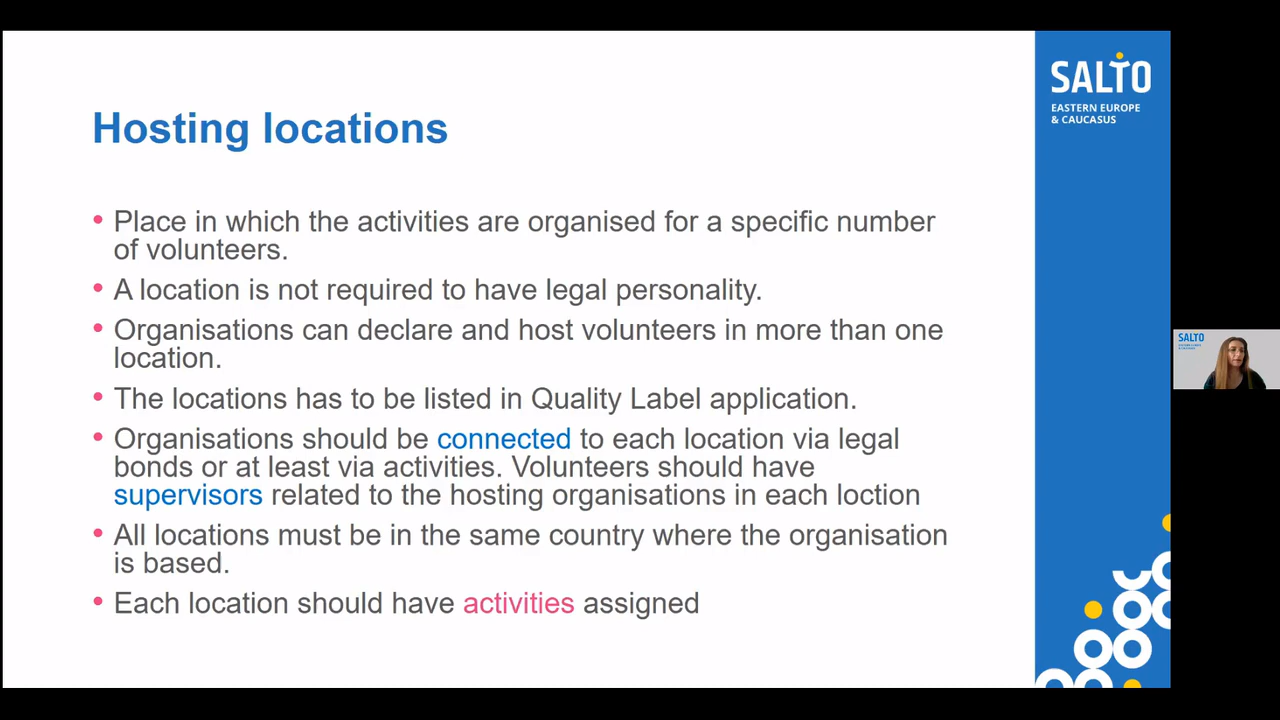 Hosting locations
• Place in which the activities are organised for a specific number
of volunteers.
• A location is not required to have legal personality.
• Organisations can declare and host volunteers in more than one
location.
• The locations has to be listed in Quality Label application.
• Organisations should be connected to each location via legal
bonds or at least via activities. Volunteers should have
supervisors related to the hosting organisations in each loction
• All locations must be in the same country where the organisation
is based.
• Each location should have activities assigned
SALTO
EASTERN EUROPE
& CAUCASUS
SALTO